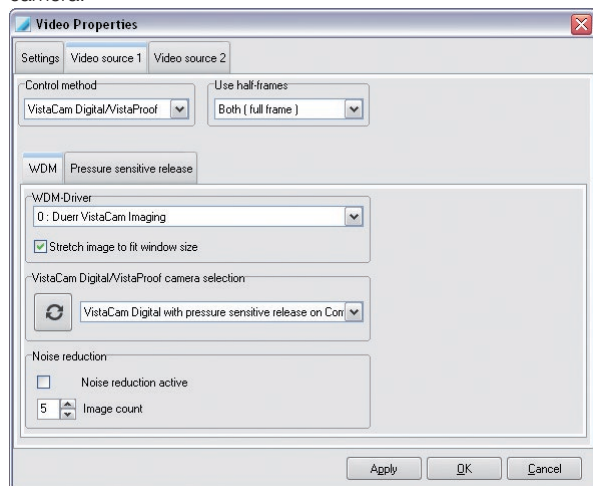 camera.
Video Properties
Settings Video source 1 Video source 2
Control method Use half-frames
VistaCam Digital/VistaProof Both ( full frame )
WDM Pressure sensitive release
WDM-Driver
0 : Duerr VistaCam Imaging
Stretch image to fit window size
VistaCam Digital/VistaProof camera selection
VistaCam Digital with pressure sensitive release on Com
Noise reduction
Noise reduction active
5 Image count
Apply OK Cancel